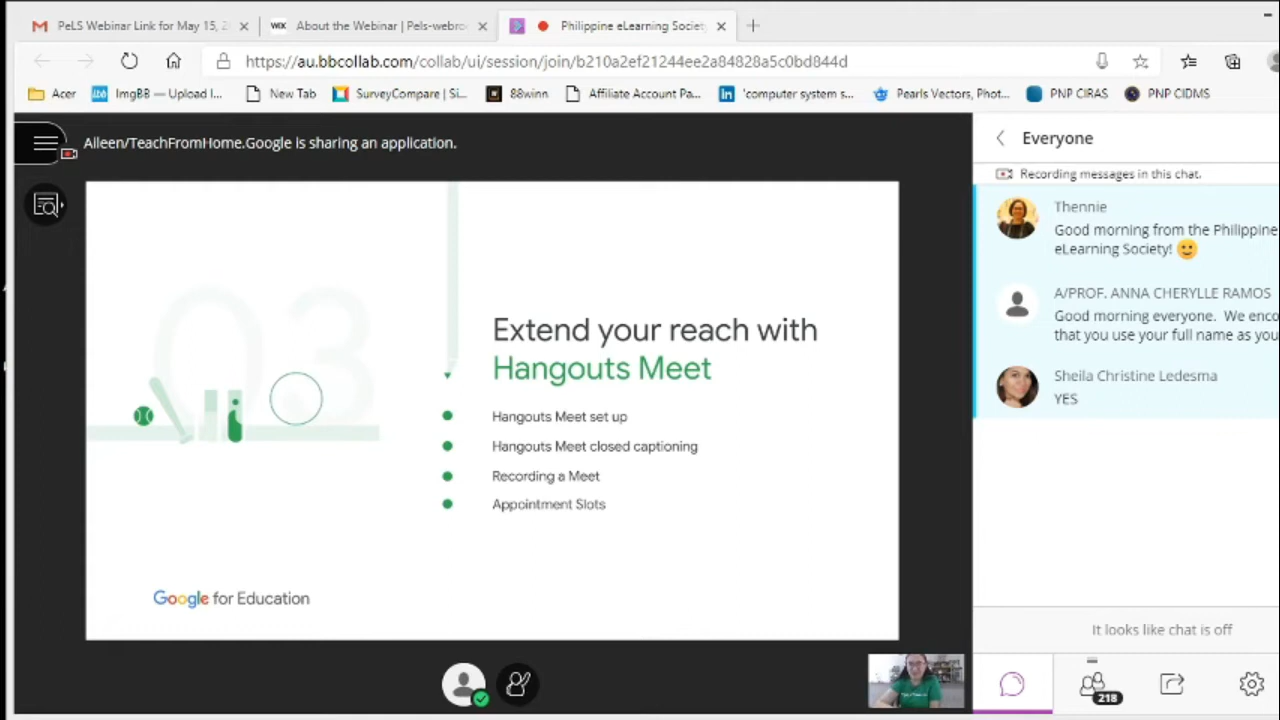 PeLS Webinar Link for May 15, 2
About the Webinar | Pels-webro
Philippine eLearning Societ
https://au.bbcollab.com/collab/ui/session/join/b210a2ef21244ee2a84828a5c0bd844d
Acer
ImgBB — Upload I...
New Tab
SurveyCompare | Si...
88winn
Affiliate Account Pa...
'computer system s...
Pearls Vectors, Phot...
PNP CIRAS
PNP CIDMS
Aileen/TeachFromHome.Google is sharing an application.
Everyone
Recording messages in this chat.
Thennie
Good morning from the Philippine
eLearning Society!
A/PROF. ANNA CHERYLLE RAMOS
Good morning everyone. We enco
that you use your full name as you
Sheila Christine Ledesma
YES
03
Extend your reach with
Hangouts Meet
Hangouts Meet set up
Hangouts Meet closed captioning
Recording a Meet
Appointment Slots
Google for Education
It looks like chat is off
218